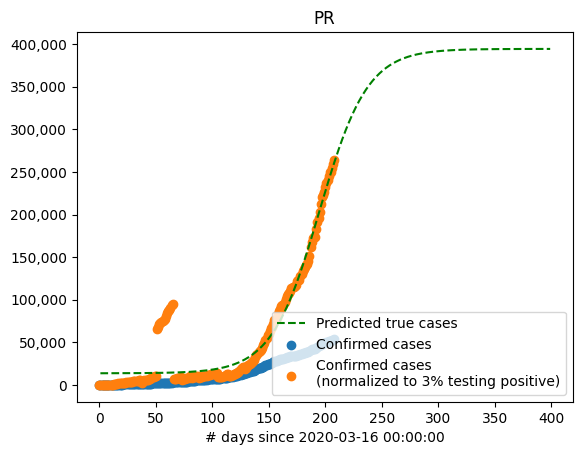 PR
400,000
350,000
300,000
250,000
200,000
150,000
100,000
50,000
0
Predicted true cases
Confirmed cases
Confirmed cases
(normalized to 3% testing positive)
0 50 100 150 200 250 300 350 400
# days since 2020-03-16 00:00:00